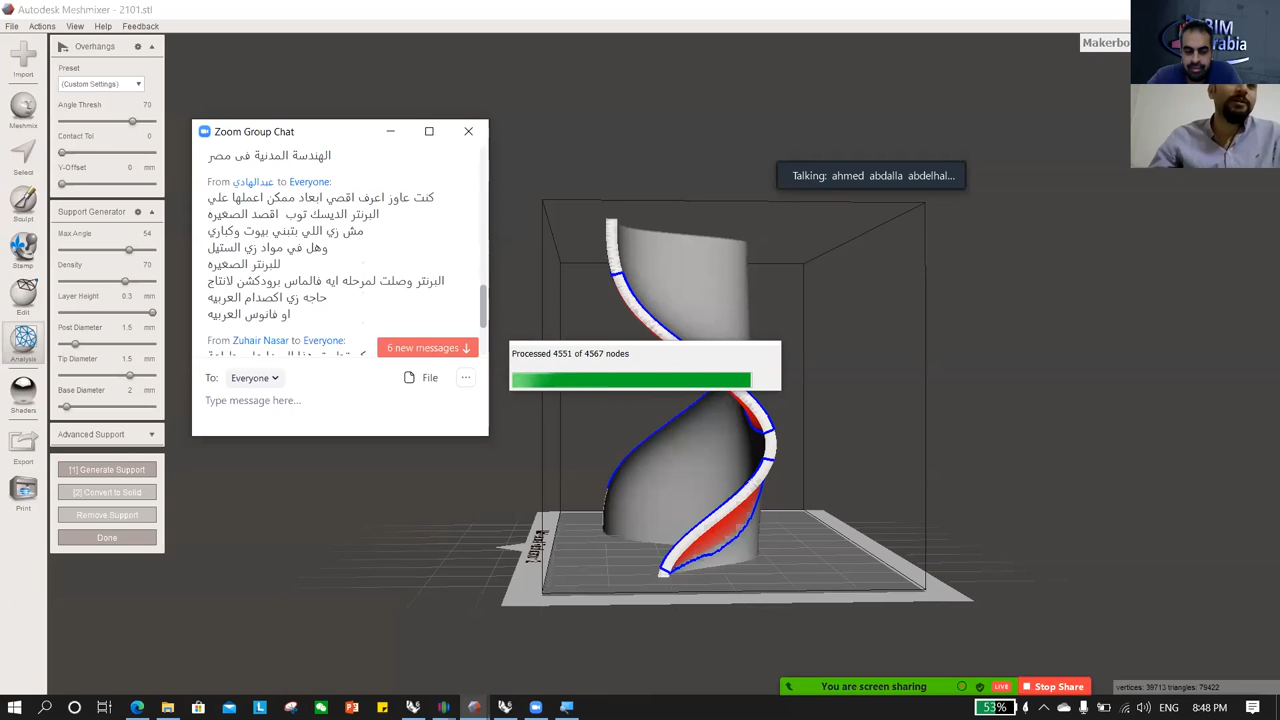 Autodesk Meshmixer - 2101.stl
File Actions View Help Feedback
Import
Meshmix
Select
Sculpt
Stamp
Edit
Analysis
Shaders
Export
Print
Overhangs
Preset
(Custom Settings)
Angle Thresh 70
Contact Tol 0
Y-Offset 0 mm
Support Generator
Max Angle 54
Density 70
Layer Height 0.3 mm
Post Diameter 1.5 mm
Tip Diameter 1.5 mm
Base Diameter 2 mm
Advanced Support
[1] Generate Support
[2] Convert to Solid
Remove Support
Done
Zoom Group Chat
الهندسة المدنية فى مصر
From عبدالهادي to Everyone:
كنت عاوز اعرف اقصي ابعاد ممكن اعملها علي
البرنتر الديسك توب اقصد الصغيره
مش زي اللي بتبني بيوت وكباري
وهل في مواد زي الستيل
للبرنتر الصغيره
البرنتر وصلت لمرحله ايه فالماس برودكشن لانتاج
حاجه زي اكصدام العربيه
او فانوس العربيه
From Zuhair Nasar to Everyone:
6 new messages
To: Everyone File
Type message here...
Processed 4551 of 4567 nodes
Talking: ahmed abdalla abdelhal...
Makerbo
BIM
rabia
You are screen sharing LIVE Stop Share
vertices: 39713 triangles: 79422
53% 8:48 PM